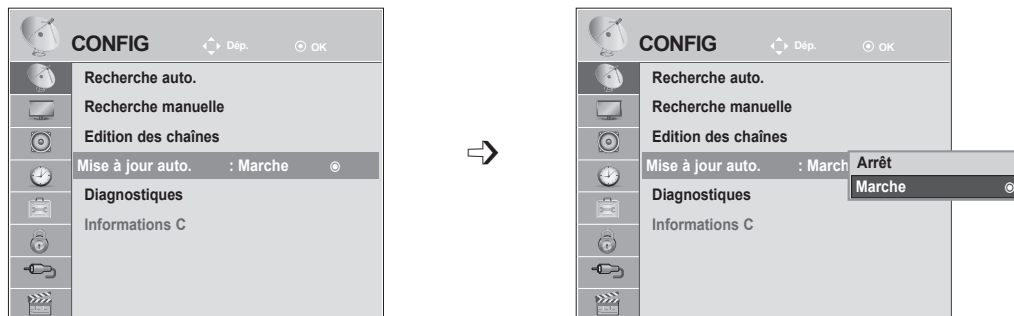 CONFIG Dép. OK
Recherche auto.
Recherche manuelle
Edition des chaînes
Mise à jour auto. : Marche
Diagnostiques
Informations C
CONFIG Dép. OK
Recherche auto.
Recherche manuelle
Edition des chaînes
Mise à jour auto. : March
Arrêt
Marche
Diagnostiques
Informations C